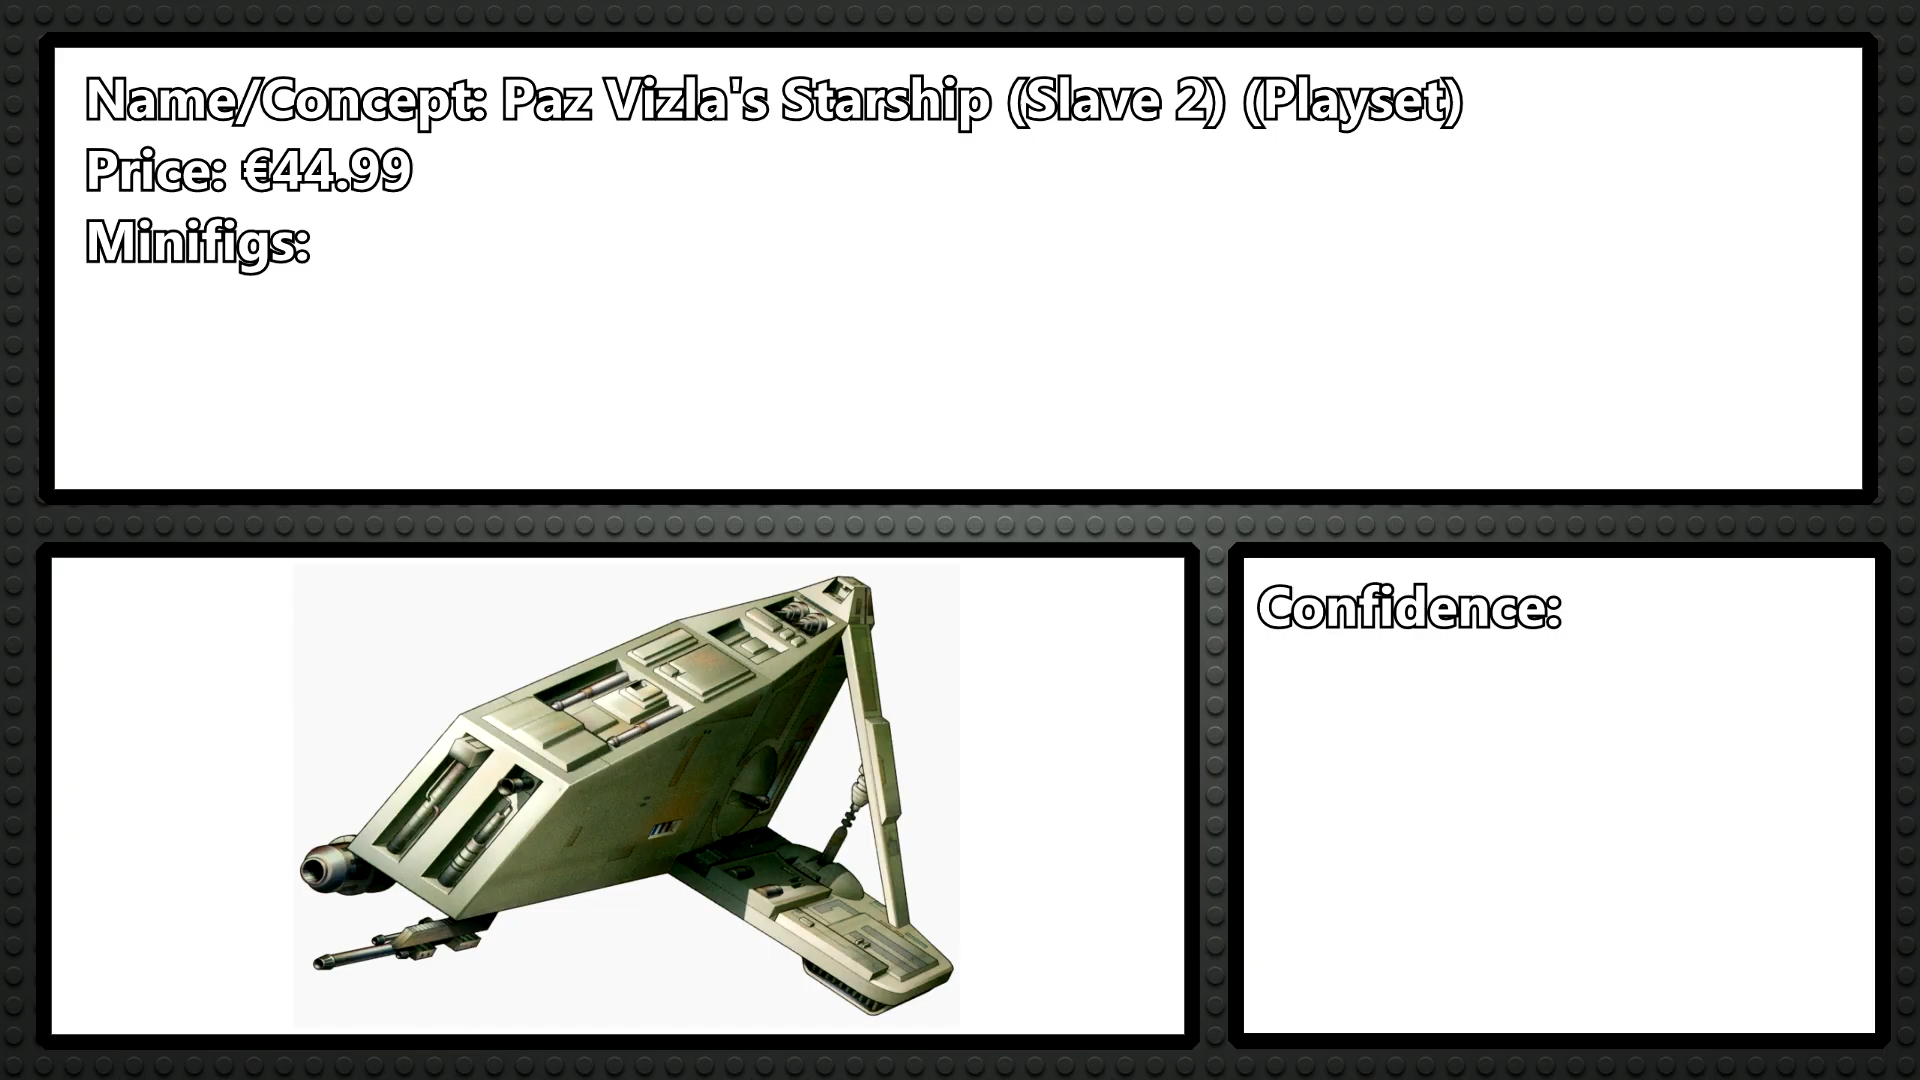 Name/Concept: Paz Vizla's Starship (Slave 2) (Playset)
Price: €44.99
Minifigs:
Confidence: